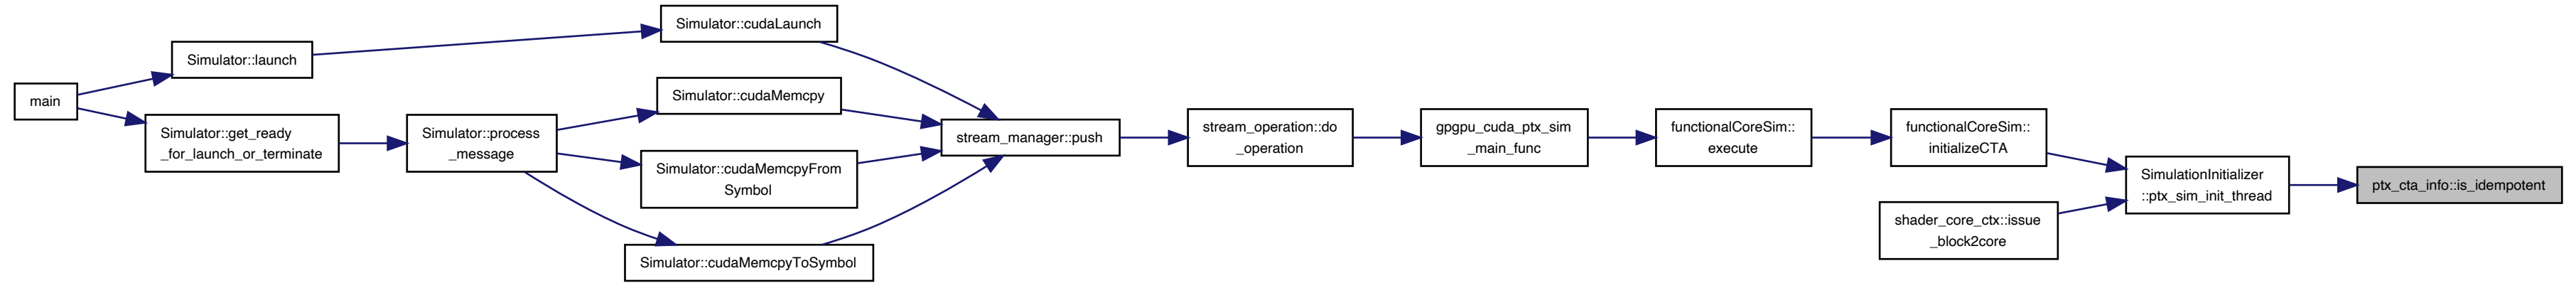 main
Simulator::launch
Simulator::get_ready
_for_launch_or_terminate
Simulator::process
_message
Simulator::cudaLaunch
Simulator::cudaMemcpy
Simulator::cudaMemcpyFrom
Symbol
Simulator::cudaMemcpyToSymbol
stream_manager::push
stream_operation::do
_operation
gpgpu_cuda_ptx_sim
_main_func
functionalCoreSim::
execute
functionalCoreSim::
initializeCTA
shader_core_ctx::issue
_block2core
SimulationInitializer
::ptx_sim_init_thread
ptx_cta_info::is_idempotent